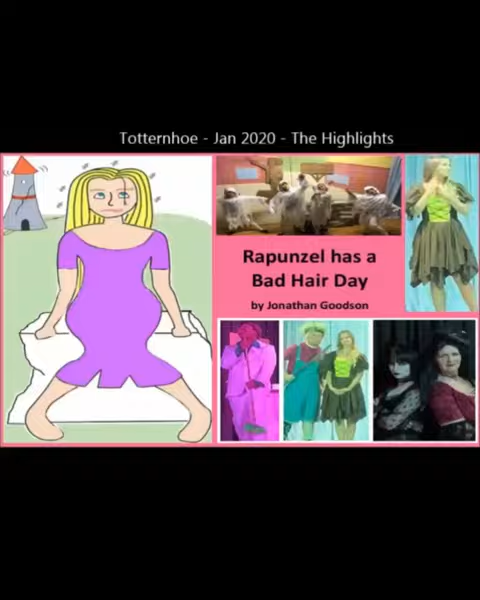 Totternhoe - Jan 2020 - The Highlights
Rapunzel has a
Bad Hair Day
by Jonathan Goodson